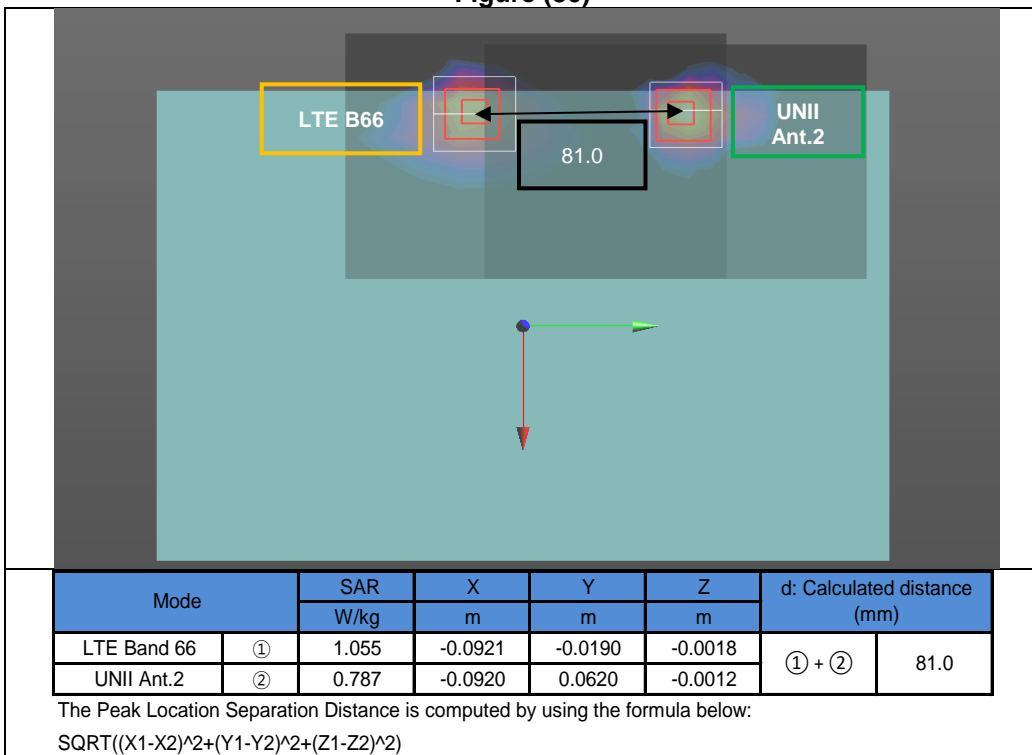 LTE B66
UNII
Ant.2
81.0
Mode SAR X Y Z d: Calculated distance
(mm)
W/kg m m m
LTE Band 66 ① 1.055 -0.0921 -0.0190 -0.0018 ① + ② 81.0
UNII Ant.2 ② 0.787 -0.0920 0.0620 -0.0012
The Peak Location Separation Distance is computed by using the formula below:
SQRT((X1-X2)^2+(Y1-Y2)^2+(Z1-Z2)^2)